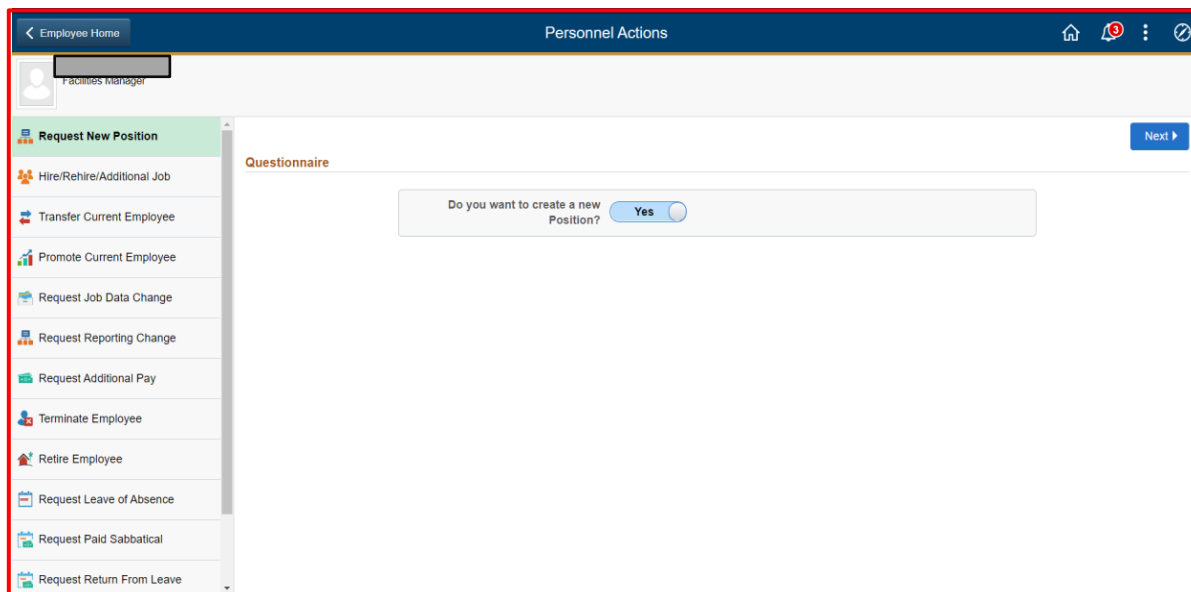 Employee Home
Personnel Actions
3
Facilities Manager
Request New Position
Next
Questionnaire
Hire/Rehire/Additional Job
Do you want to create a new
Position?
Yes
Transfer Current Employee
Promote Current Employee
Request Job Data Change
Request Reporting Change
Request Additional Pay
Terminate Employee
Retire Employee
Request Leave of Absence
Request Paid Sabbatical
Request Return From Leave